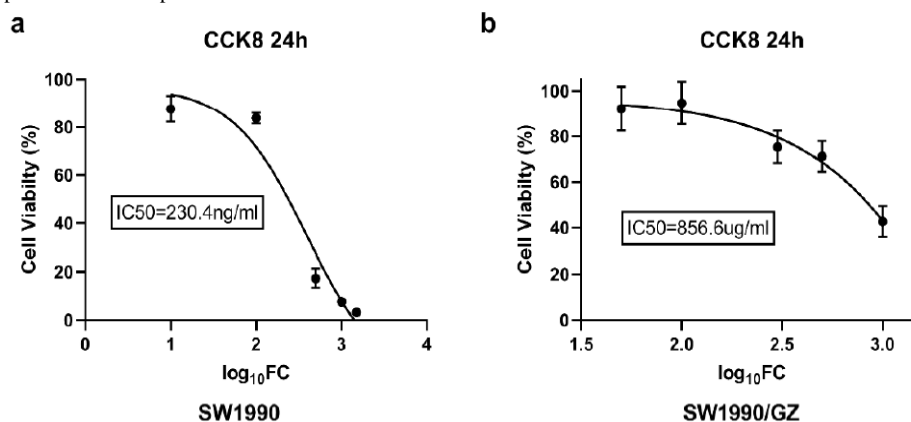 a
CCK8 24h
Cell Viabilty (%)
100
80
60
40
20
0
IC50=230.4ng/ml
0 1 2 3 4
log10FC
SW1990
b
CCK8 24h
Cell Viabilty (%)
100
80
60
40
20
0
IC50=856.6ug/ml
1.5 2.0 2.5 3.0
log10FC
SW1990/GZ